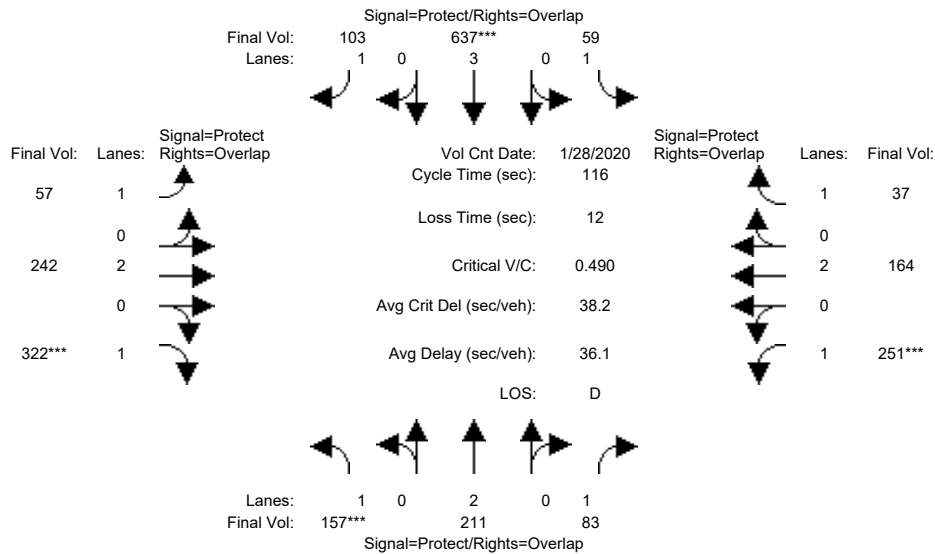 Signal=Protect/Rights=Overlap
Final Vol: 103 637*** 59
Lanes: 1 0 3 0 1
Signal=Protect
Final Vol: Lanes: Rights=Overlap
Vol Cnt Date: 1/28/2020
Signal=Protect
Rights=Overlap Lanes: Final Vol:
Cycle Time (sec): 116
57 1
1 37
Loss Time (sec): 12
0
0
242 2
Critical V/C: 0.490
2 164
0
Avg Crit Del (sec/veh): 38.2
0
322*** 1
Avg Delay (sec/veh): 36.1
1 251***
LOS: D
Lanes: 1 0 2 0 1
Final Vol: 157*** 211 83
Signal=Protect/Rights=Overlap